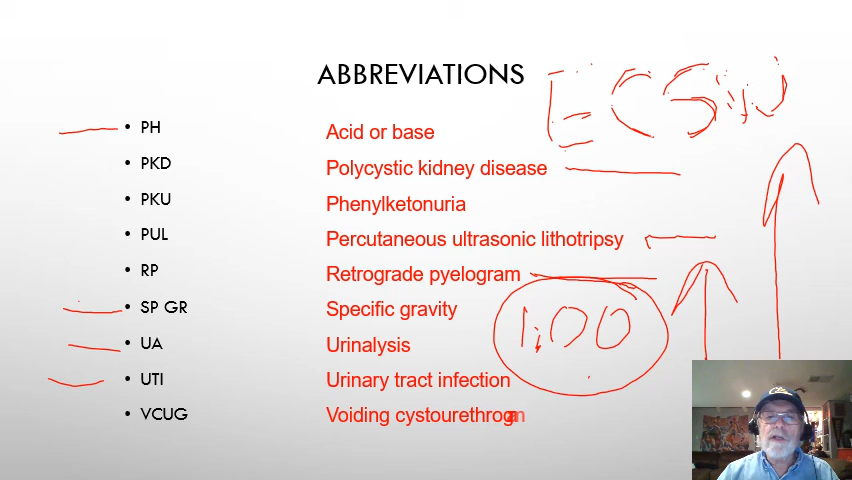 ABBREVIATIONS
ECSW
• PH Acid or base
• PKD Polycystic kidney disease
• PKU Phenylketonuria
• PUL Percutaneous ultrasonic lithotripsy
• RP Retrograde pyelogram
• SP GR Specific gravity
1.00
• UA Urinalysis
• UTI Urinary tract infection
• VCUG Voiding cystourethrogram